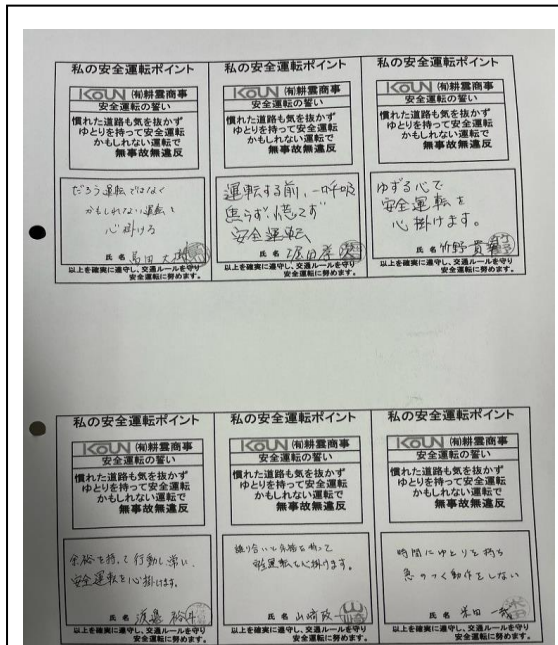 私の安全運転ポイント
KOUN (有)耕雲商事
安全運転の誓い
慣れた道路も気を抜かず
ゆとりを持って安全運転
かもしれない運転で
無事故無違反
だろう運転ではなく
かもしれない運転を
心掛ける
氏名
以上を確実に遵守し、交通ルールを守り
安全運転に努めます。
私の安全運転ポイント
KOUN (有)耕雲商事
安全運転の誓い
慣れた道路も気を抜かず
ゆとりを持って安全運転
かもしれない運転で
無事故無違反
運転する前、一呼吸
焦らず、慌てず
安全運転
氏名
以上を確実に遵守し、交通ルールを守り
安全運転に努めます。
私の安全運転ポイント
KOUN (有)耕雲商事
安全運転の誓い
慣れた道路も気を抜かず
ゆとりを持って安全運転
かもしれない運転で
無事故無違反
ゆずる心で
安全運転を
心掛けます。
氏名 竹野
以上を確実に遵守し、交通ルールを守り
安全運転に努めます。
私の安全運転ポイント
KOUN (有)耕雲商事
安全運転の誓い
慣れた道路も気を抜かず
ゆとりを持って安全運転
かもしれない運転で
無事故無違反
余裕を持って行動し、常に、
安全運転を心掛けます。
氏名 渡邉
以上を確実に遵守し、交通ルールを守り
安全運転に努めます。
私の安全運転ポイント
KOUN (有)耕雲商事
安全運転の誓い
慣れた道路も気を抜かず
ゆとりを持って安全運転
かもしれない運転で
無事故無違反
譲り合いと余裕を持って
安全運転を心掛けます。
氏名 山崎
以上を確実に遵守し、交通ルールを守り
安全運転に努めます。
私の安全運転ポイント
KOUN (有)耕雲商事
安全運転の誓い
慣れた道路も気を抜かず
ゆとりを持って安全運転
かもしれない運転で
無事故無違反
時間にゆとりを持ち
急のつく動作をしない
氏名 米田
以上を確実に遵守し、交通ルールを守り
安全運転に努めます。